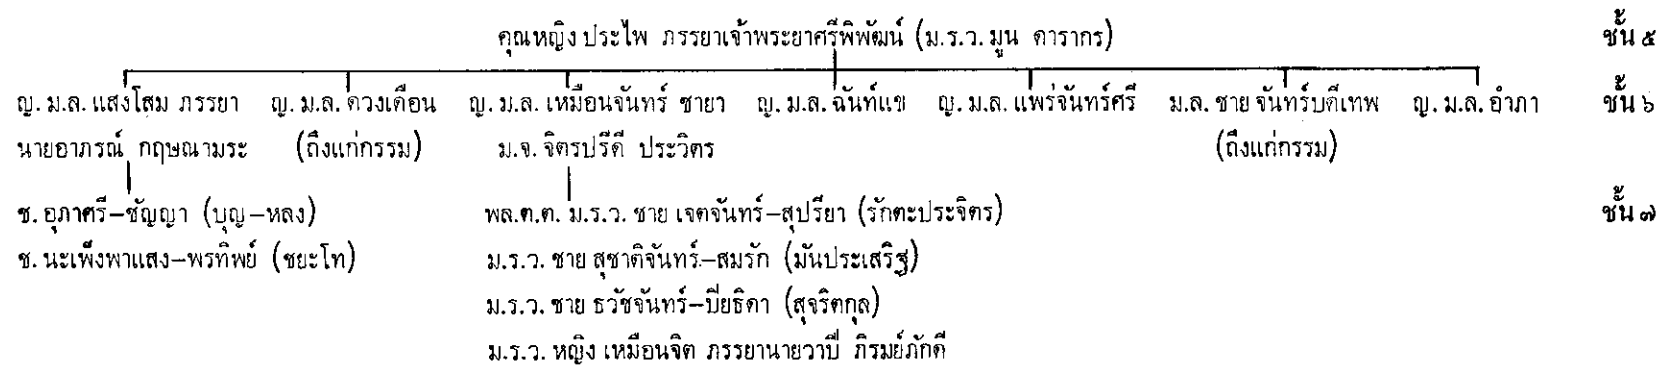 คุณหญิง ประไพ ภรรยาเจ้าพระยาศรีพิพัฒน์ (ม.ร.ว. มูน ดารากร) ชั้น ๕
ญ. ม.ล. แสงโสม ภรรยา ญ. ม.ล. ดวงเดือน ญ. ม.ล. เหมือนจันทร์ ชายา ญ. ม.ล. ฉันท์แข ญ. ม.ล. แพร่จันทร์ศรี ม.ล. ชาย จันทร์บดีเทพ ญ. ม.ล. อำภา ชั้น ๖
นายอาภรณ์ กฤษณามระ (ถึงแก่กรรม) ม.จ. จิตรปรีดี ประวิตร (ถึงแก่กรรม)
ช. อุภาศรี–ชัญญา (บุญ–หลง) พล.ต.ต. ม.ร.ว. ชาย เจตจันทร์–สุปรียา (รักตะประจิตร) ชั้น ๗
ช. นะเพ็งพาแสง–พรทิพย์ (ชยะโท) ม.ร.ว. ชาย สุชาติจันทร์–สมรัก (มันประเสริฐ)
ม.ร.ว. ชาย ธวัชจันทร์–ปิยธิดา (สุจริตกุล)
ม.ร.ว. หญิง เหมือนจิต ภรรยานายวาปี ภิรมย์ภักดี